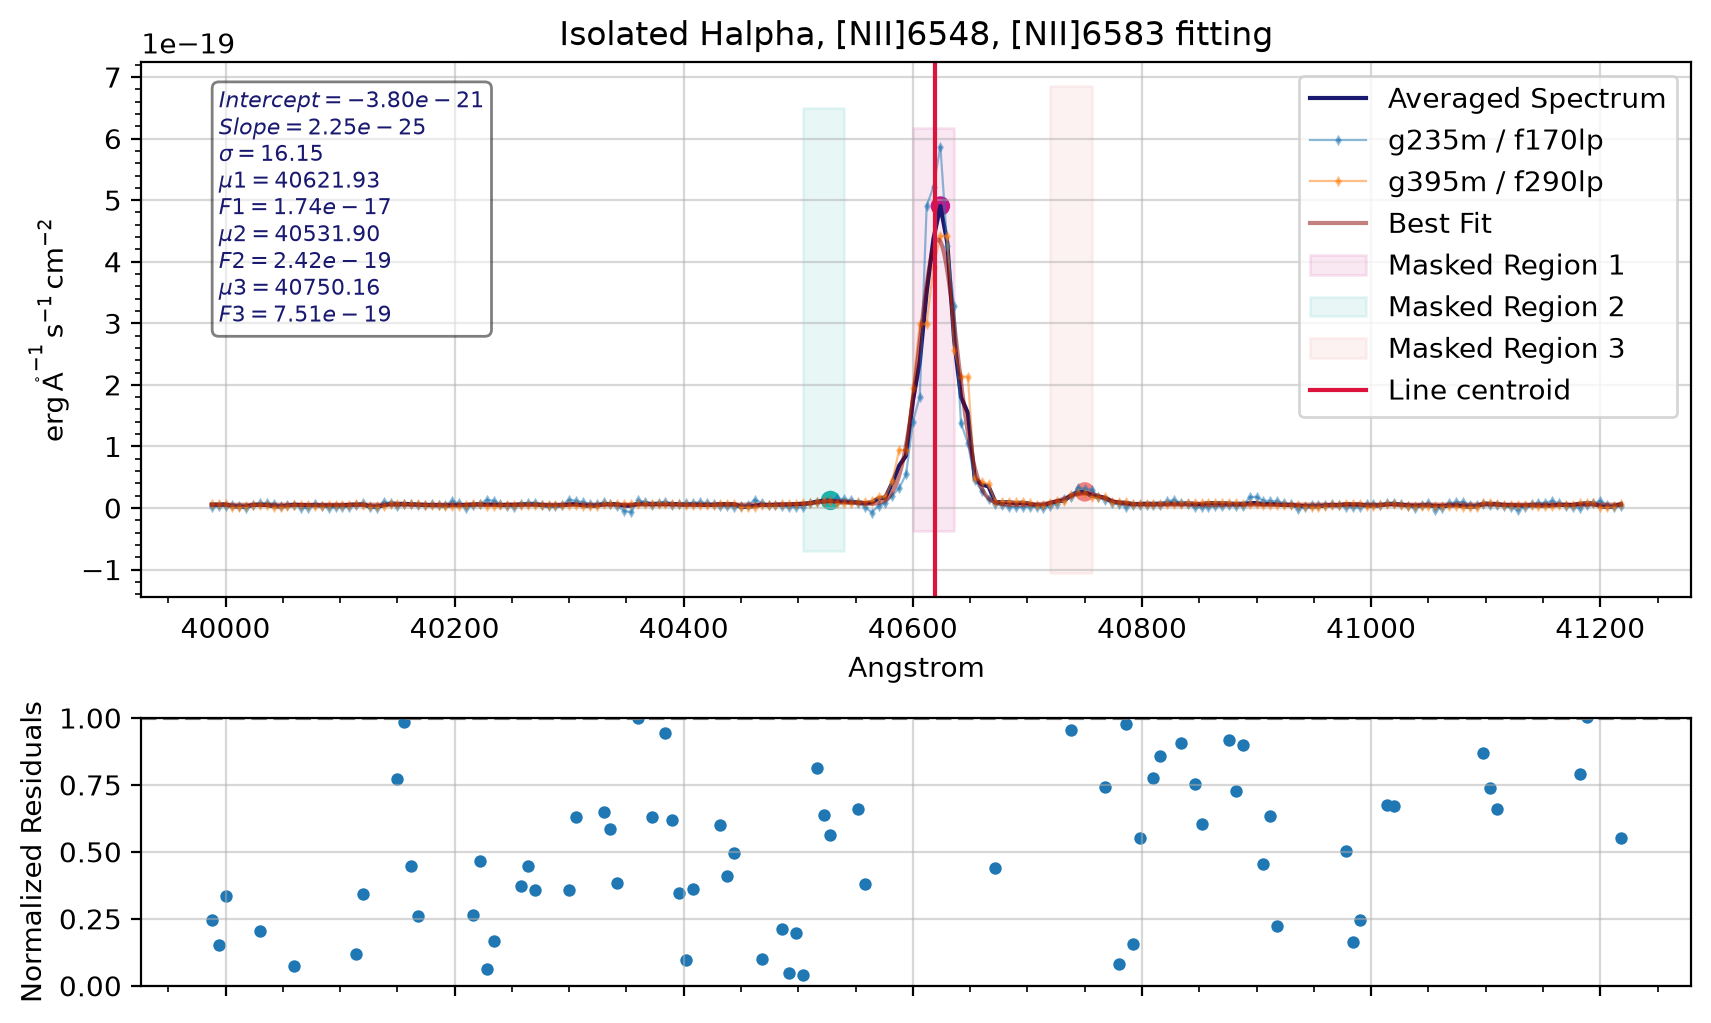 Isolated Halpha, [NII]6548, [NII]6583 fitting
1e−19
7
6
5
4
3
2
1
0
−1
erg Å⁻¹ s⁻¹ cm⁻²
Intercept = −3.80e − 21
Slope = 2.25e − 25
σ = 16.15
μ1 = 40621.93
F1 = 1.74e − 17
μ2 = 40531.90
F2 = 2.42e − 19
μ3 = 40750.16
F3 = 7.51e − 19
Averaged Spectrum
g235m / f170lp
g395m / f290lp
Best Fit
Masked Region 1
Masked Region 2
Masked Region 3
Line centroid
40000 40200 40400 40600 40800 41000 41200
Angstrom
1.00
0.75
0.50
0.25
0.00
Normalized Residuals